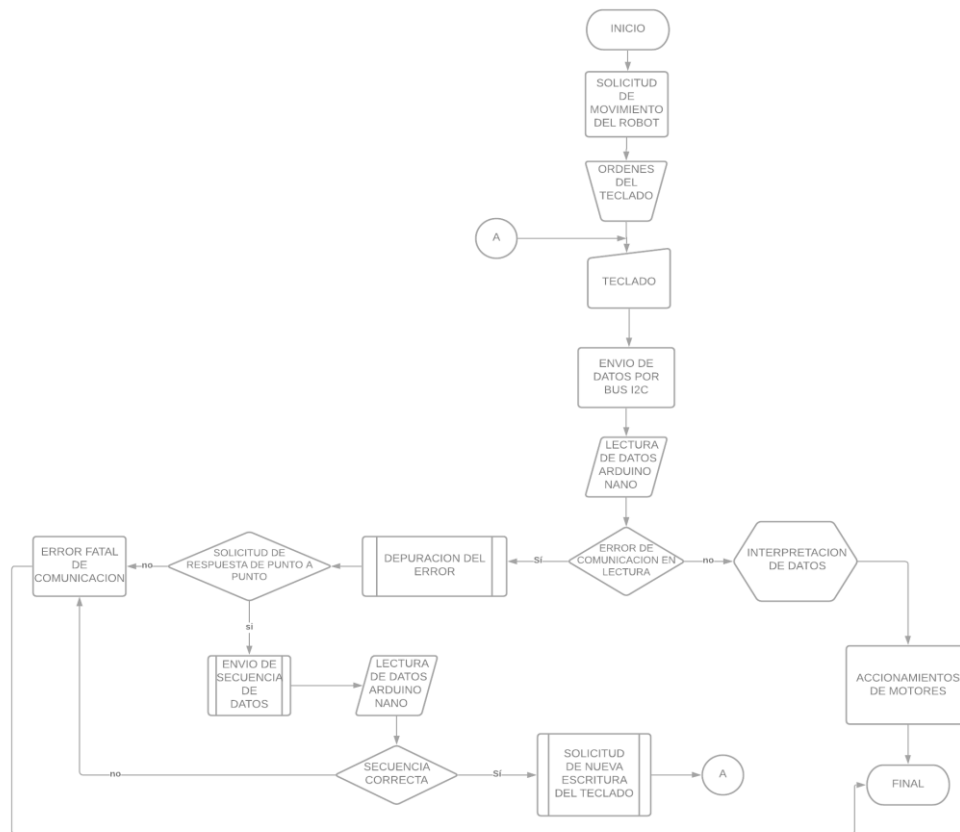 INICIO
SOLICITUD
DE
MOVIMIENTO
DEL ROBOT
ORDENES
DEL
TECLADO
A
TECLADO
ENVIO DE
DATOS POR
BUS I2C
LECTURA
DE DATOS
ARDUINO
NANO
ERROR DE
COMUNICACION EN
LECTURA
Sí
no
DEPURACION DEL
ERROR
INTERPRETACION
DE DATOS
SOLICITUD DE
RESPUESTA DE PUNTO A
PUNTO
no
ERROR FATAL
DE
COMUNICACION
si
ENVIO DE
SECUENCIA
DE
DATOS
LECTURA
DE DATOS
ARDUINO
NANO
ACCIONAMIENTOS
DE MOTORES
SECUENCIA
CORRECTA
no
Sí
SOLICITUD
DE NUEVA
ESCRITURA
DEL TECLADO
A
FINAL